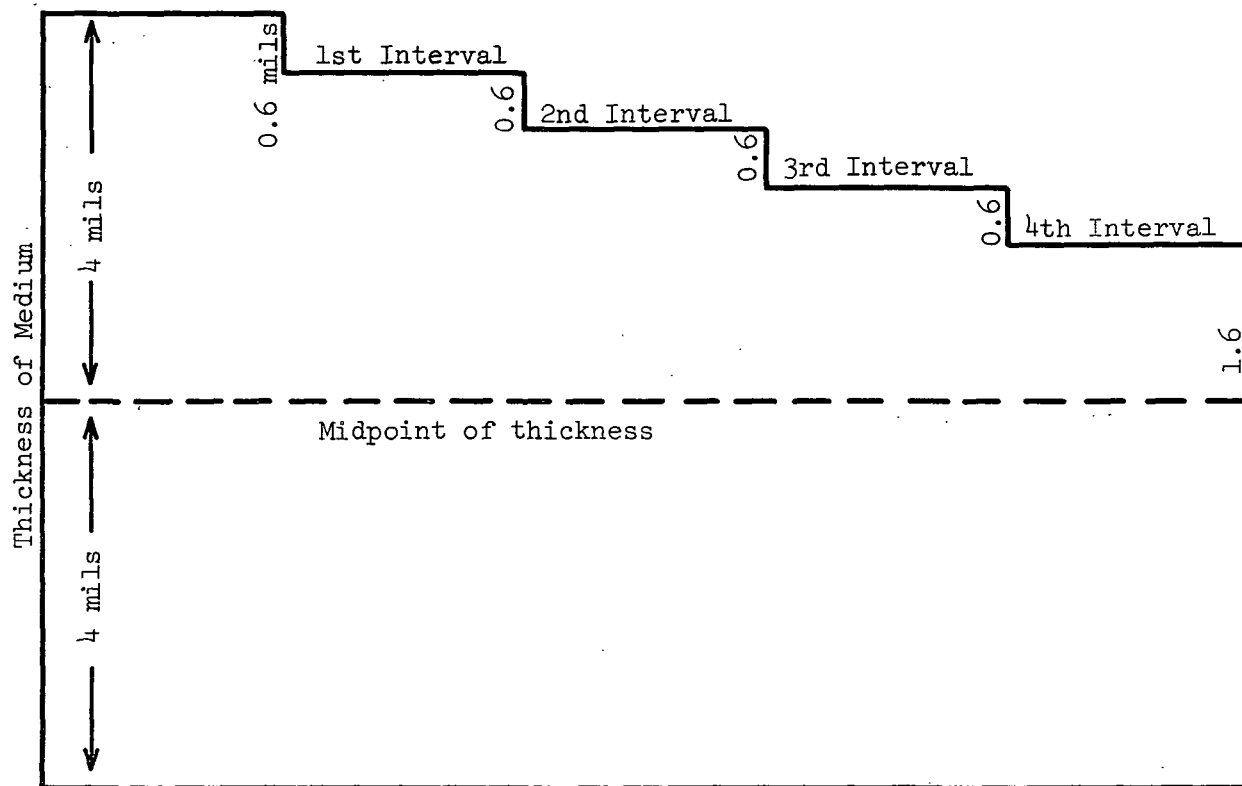 0.6 mils
1st Interval
0.6
2nd Interval
0.6
3rd Interval
0.6
4th Interval
1.6
Thickness of Medium
4 mils
Midpoint of thickness
4 mils